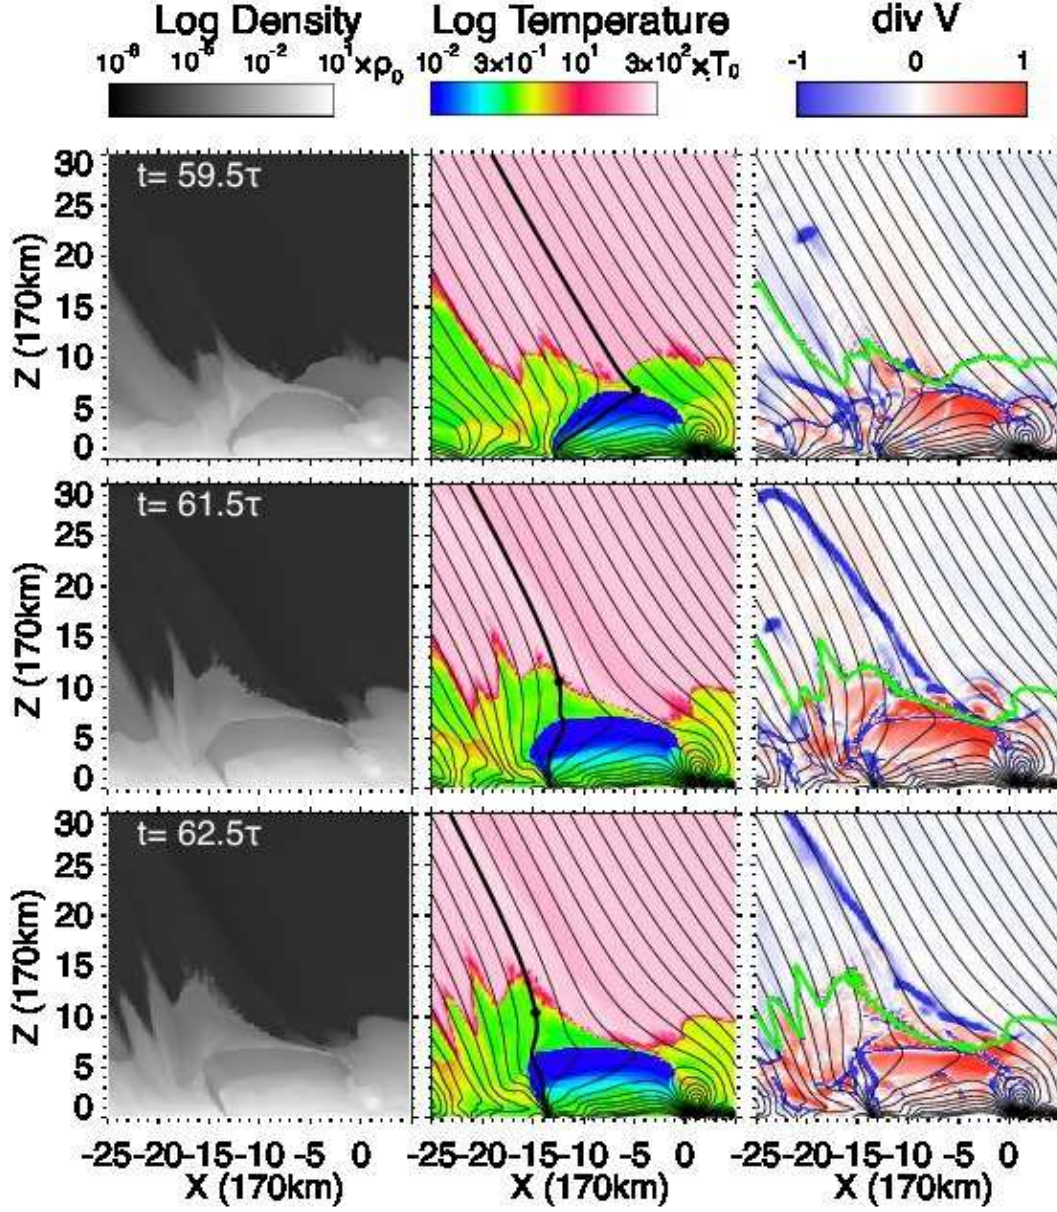 Log Density Log Temperature div V
10⁻⁸ 10⁻⁵ 10⁻² 10¹ ×ρ₀ 10⁻² 3×10⁻¹ 10¹ 3×10² ×T₀ -1 0 1
t= 59.5τ
30
25
20
15
10
5
0
Z (170km)
t= 61.5τ
30
25
20
15
10
5
0
Z (170km)
t= 62.5τ
30
25
20
15
10
5
0
Z (170km)
-25-20-15-10 -5 0 -25-20-15-10 -5 0 -25-20-15-10 -5 0
X (170km) X (170km) X (170km)